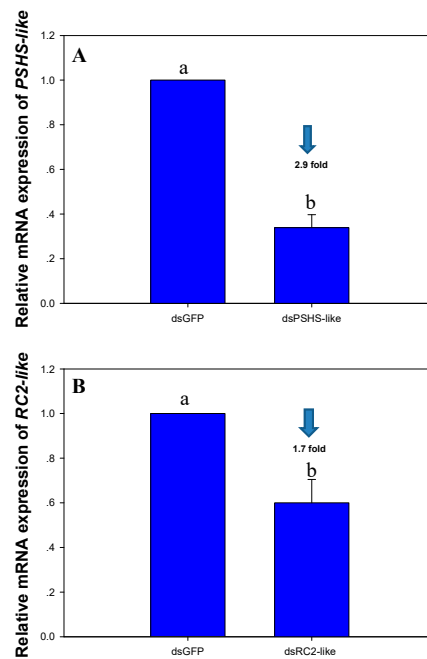 Relative mRNA expression of PSHS-like
A
1.2
1.0
.8
.6
.4
.2
0.0
a
2.9 fold
b
dsGFP
dsPSHS-like
Relative mRNA expression of RC2-like
B
1.2
1.0
.8
.6
.4
.2
0.0
a
1.7 fold
b
dsGFP
dsRC2-like